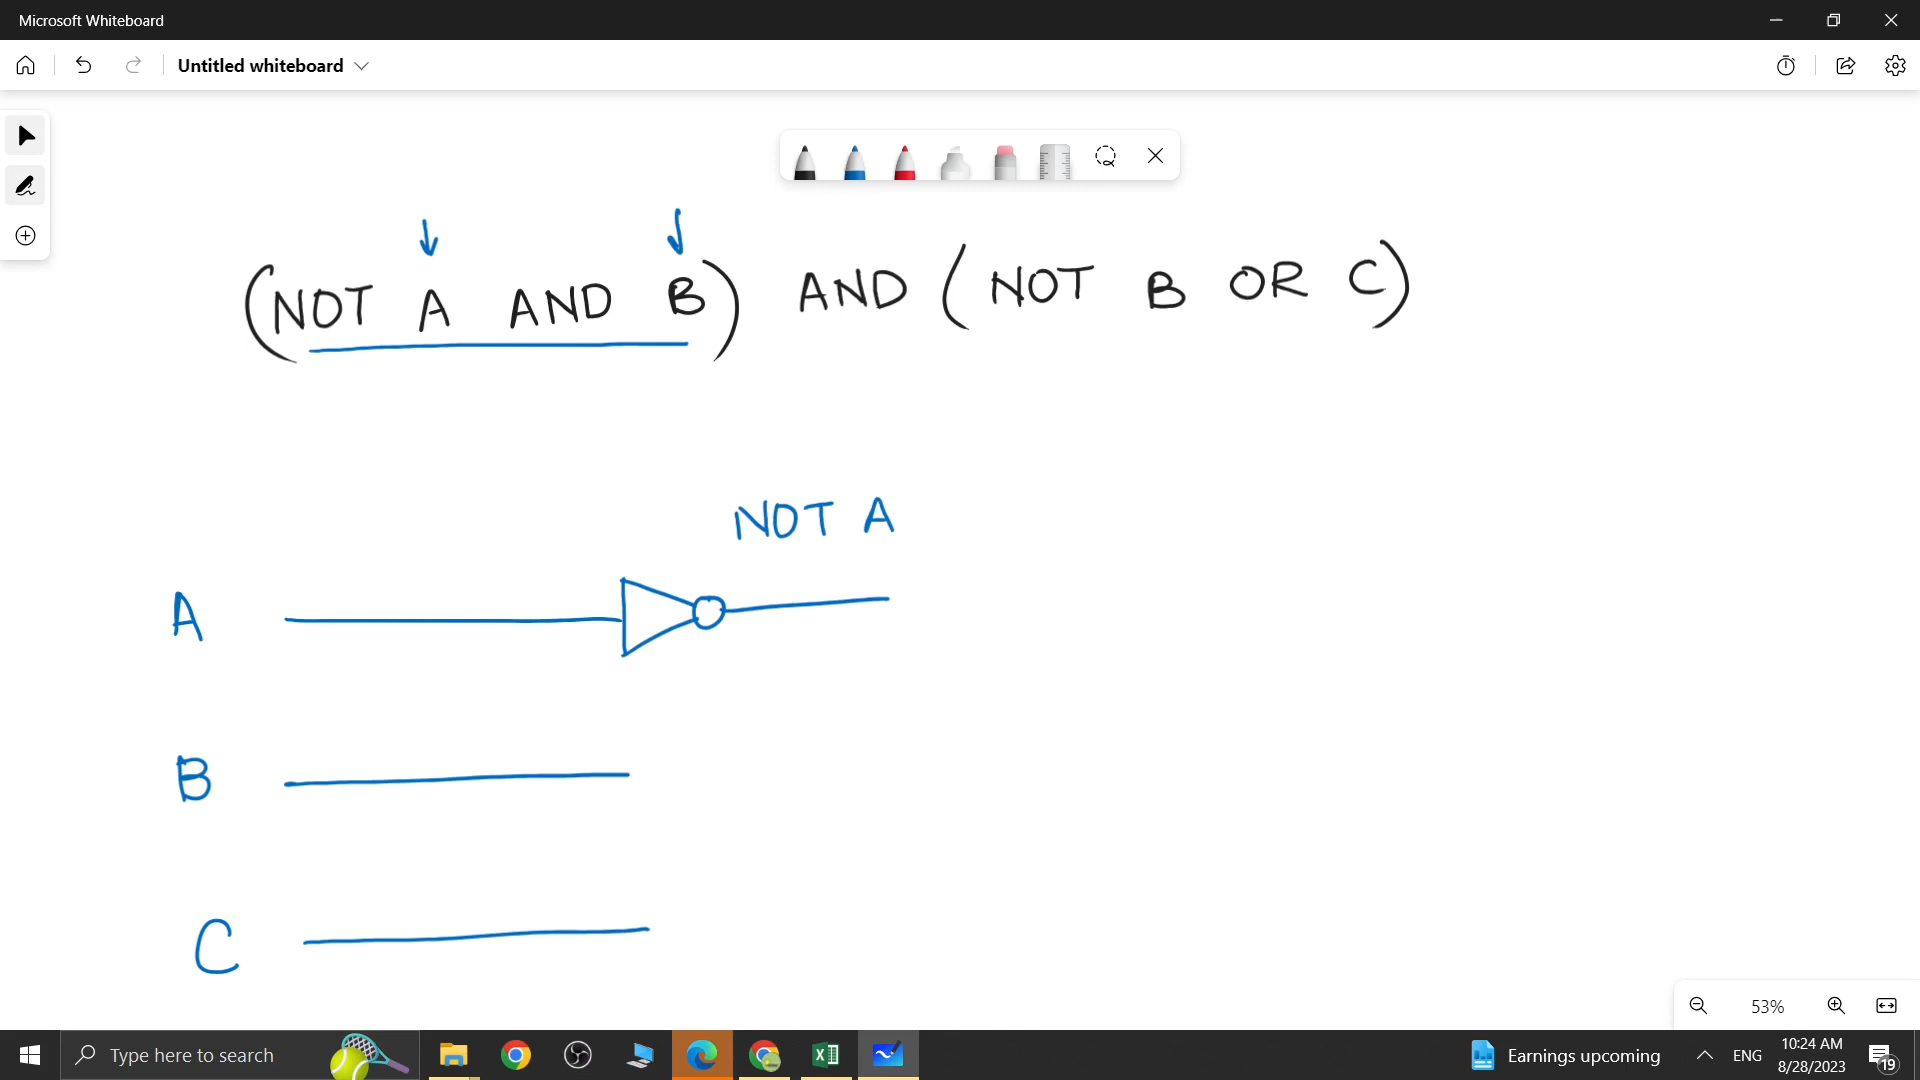 Microsoft Whiteboard
Untitled whiteboard
(NOT A AND B) AND (NOT B OR C)
NOT A
A
B
C
53%
Type here to search
Earnings upcoming
ENG
10:24 AM
8/28/2023
19